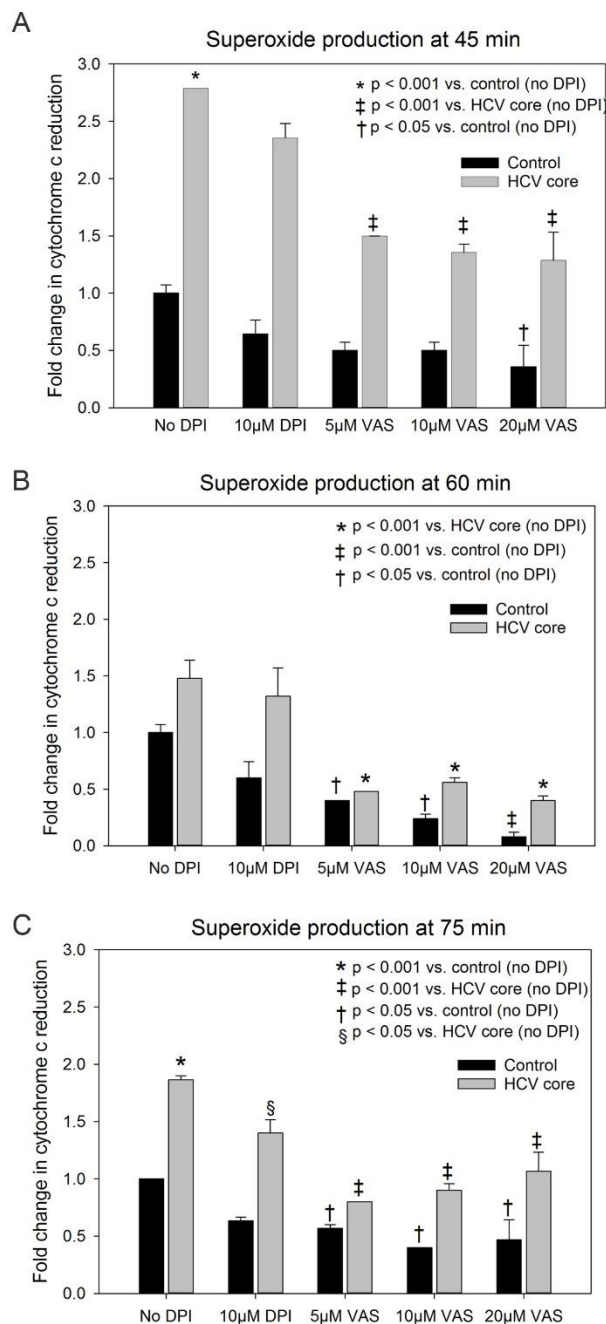 A
Superoxide production at 45 min
* p < 0.001 vs. control (no DPI)
‡ p < 0.001 vs. HCV core (no DPI)
† p < 0.05 vs. control (no DPI)
Control
HCV core
Fold change in cytochrome c reduction
3.0
2.5
2.0
1.5
1.0
0.5
0.0
*
‡ ‡ ‡
†
No DPI 10µM DPI 5µM VAS 10µM VAS 20µM VAS
B
Superoxide production at 60 min
* p < 0.001 vs. HCV core (no DPI)
‡ p < 0.001 vs. control (no DPI)
† p < 0.05 vs. control (no DPI)
Control
HCV core
Fold change in cytochrome c reduction
3.0
2.5
2.0
1.5
1.0
0.5
0.0
† * † * ‡ *
No DPI 10µM DPI 5µM VAS 10µM VAS 20µM VAS
C
Superoxide production at 75 min
* p < 0.001 vs. control (no DPI)
‡ p < 0.001 vs. HCV core (no DPI)
† p < 0.05 vs. control (no DPI)
§ p < 0.05 vs. HCV core (no DPI)
Control
HCV core
Fold change in cytochrome c reduction
3.0
2.5
2.0
1.5
1.0
0.5
0.0
*
§
† ‡ † ‡ † ‡
No DPI 10µM DPI 5µM VAS 10µM VAS 20µM VAS